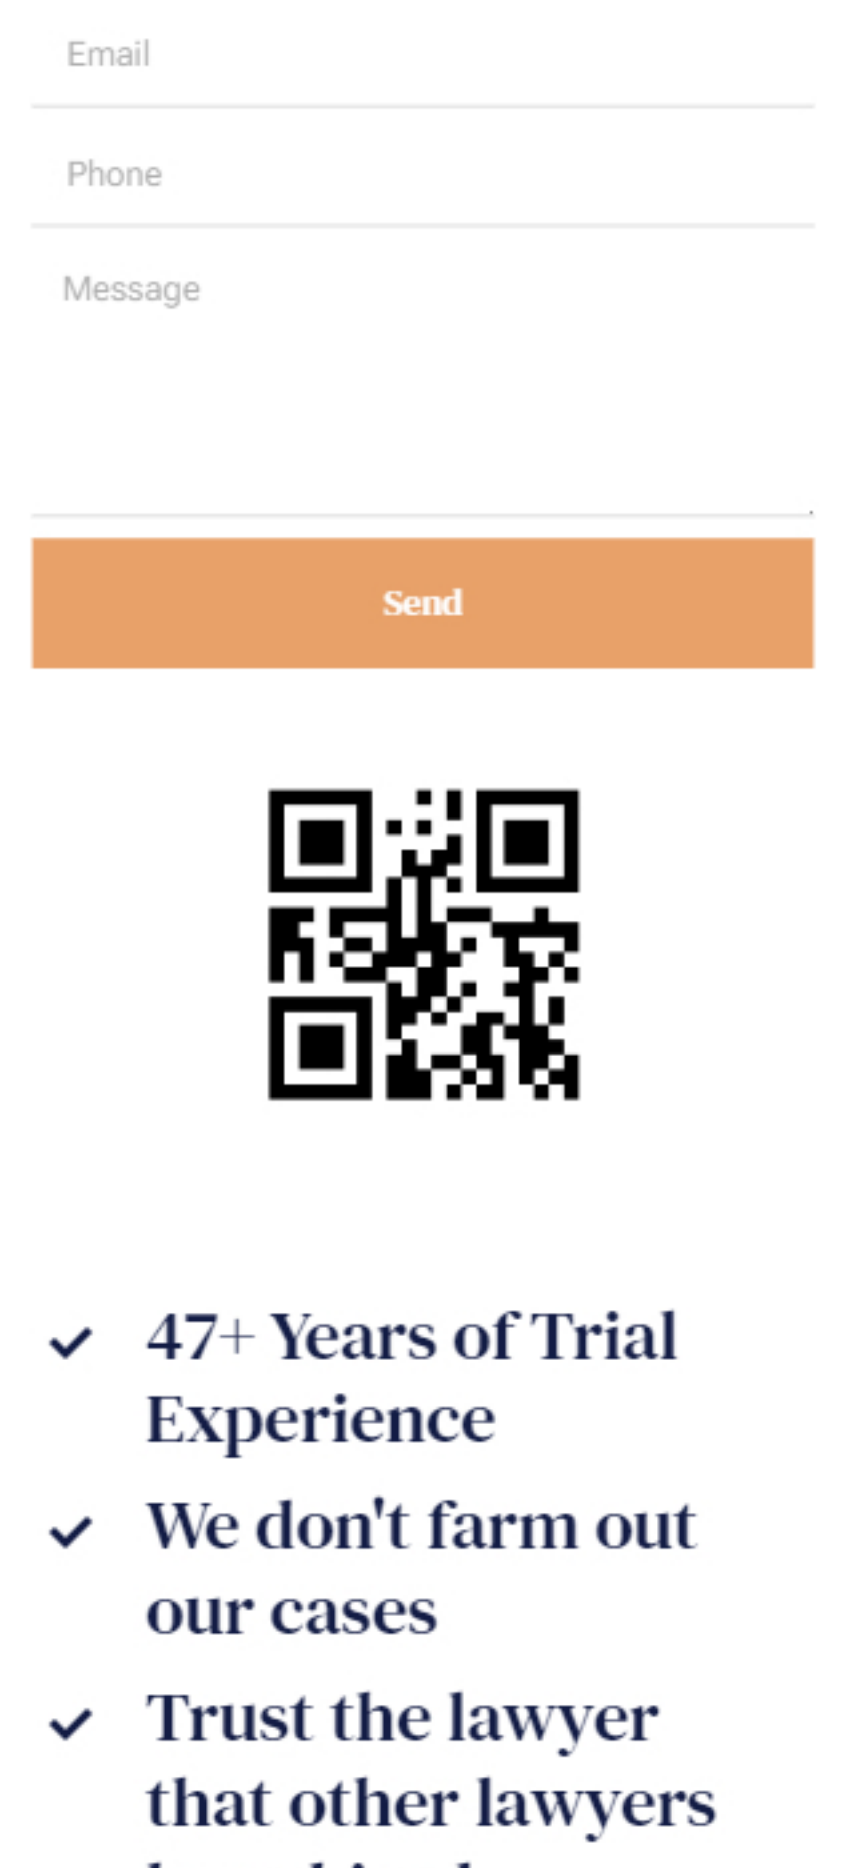 Email
Phone
Message
Send
47+ Years of Trial
Experience
We don't farm out
our cases
Trust the lawyer
that other lawyers